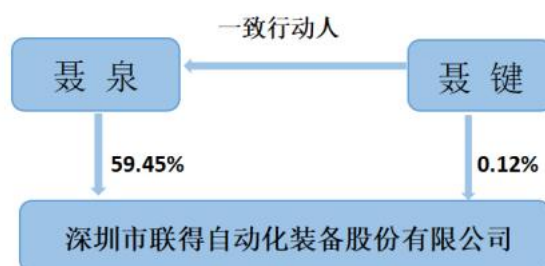 一致行动人
聂 泉
聂 键
59.45%
0.12%
深圳市联得自动化装备股份有限公司